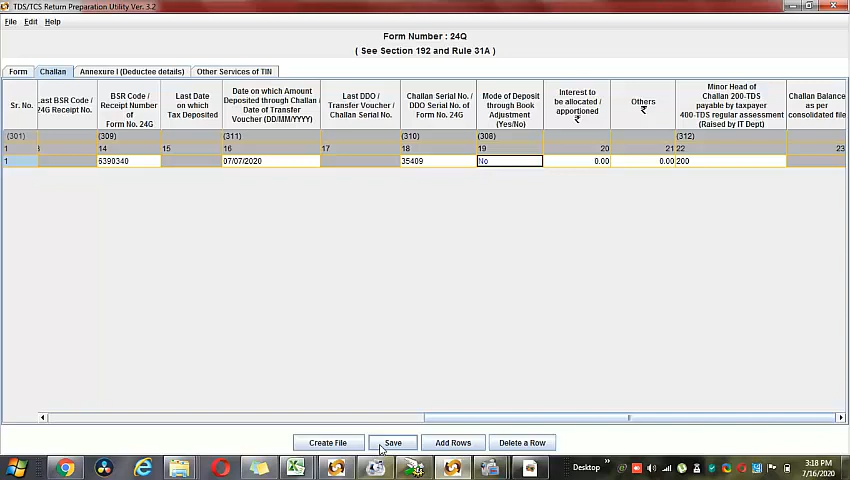 TDS/TCS Return Preparation Utility Ver. 3.2
File Edit Help
Form Number : 24Q
( See Section 192 and Rule 31A )
Form Challan Annexure I (Deductee details) Other Services of TIN
Sr. No.
Last BSR Code /
24G Receipt No.
BSR Code /
Receipt Number
of
Form No. 24G
Last Date
on which
Tax Deposited
Date on which Amount
Deposited through Challan /
Date of Transfer
Voucher (DD/MM/YYYY)
Last DDO /
Transfer Voucher /
Challan Serial No.
Challan Serial No. /
DDO Serial No. of
Form No. 24G
Mode of Deposit
through Book
Adjustment
(Yes/No)
Interest to
be allocated /
apportioned
₹
Others
₹
Minor Head of
Challan 200-TDS
payable by taxpayer
400-TDS regular assessment
(Raised by IT Dept)
Challan Balance
as per
consolidated file
(301) (309) (311) (310) (308) (312)
1 3 14 15 16 17 18 19 20 21 22 23
1 6390340 07/07/2020 35409 No 0.00 0.00 200
Create File Save Add Rows Delete a Row
Desktop »
3:18 PM
7/16/2020